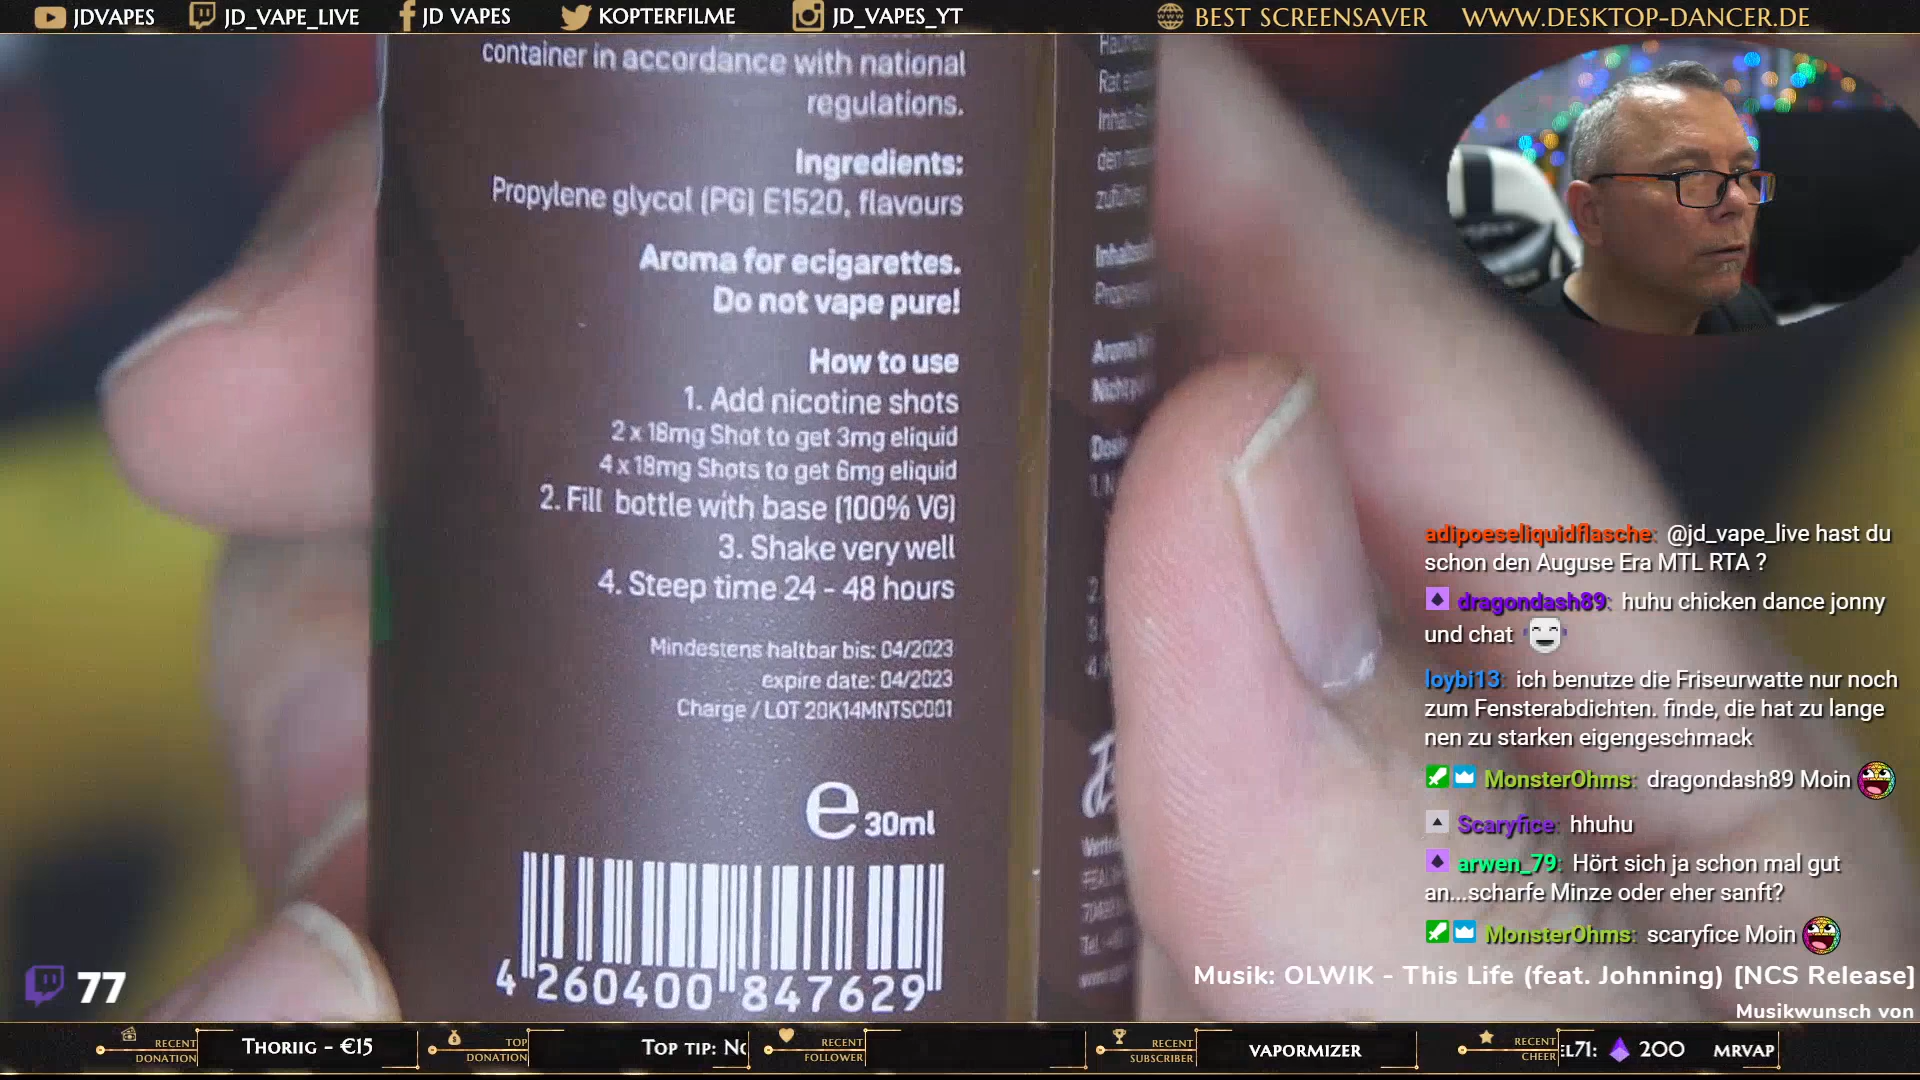 JDVAPES JD_VAPE_LIVE JD VAPES KOPTERFILME JD_VAPES_YT BEST SCREENSAVER WWW.DESKTOP-DANCER.DE
container in accordance with national
regulations.
Ingredients:
Propylene glycol (PG) E1520, flavours
Aroma for ecigarettes.
Do not vape pure!
How to use
1. Add nicotine shots
2 x 18mg Shot to get 3mg eliquid
4 x 18mg Shots to get 6mg eliquid
2. Fill bottle with base (100% VG)
3. Shake very well
4. Steep time 24 - 48 hours
Mindestens haltbar bis: 04/2023
expire date: 04/2023
Charge / LOT 20K14MNTSC001
e 30ml
4 260400 847629
adipoeseliquidflasche: @jd_vape_live hast du
schon den Auguse Era MTL RTA ?
dragondash89: huhu chicken dance jonny
und chat
loybi13: ich benutze die Friseurwatte nur noch
zum Fensterabdichten. finde, die hat zu lange
nen zu starken eigengeschmack
MonsterOhms: dragondash89 Moin
Scaryfice: hhuhu
arwen_79: Hört sich ja schon mal gut
an...scharfe Minze oder eher sanft?
MonsterOhms: scaryfice Moin
77
Musik: OLWIK - This Life (feat. Johnning) [NCS Release]
Musikwunsch von
RECENT DONATION THORIIG - €15 TOP DONATION TOP TIP: RECENT FOLLOWER RECENT SUBSCRIBER VAPORMIZER RECENT CHEER EL71: 200 MRVAP